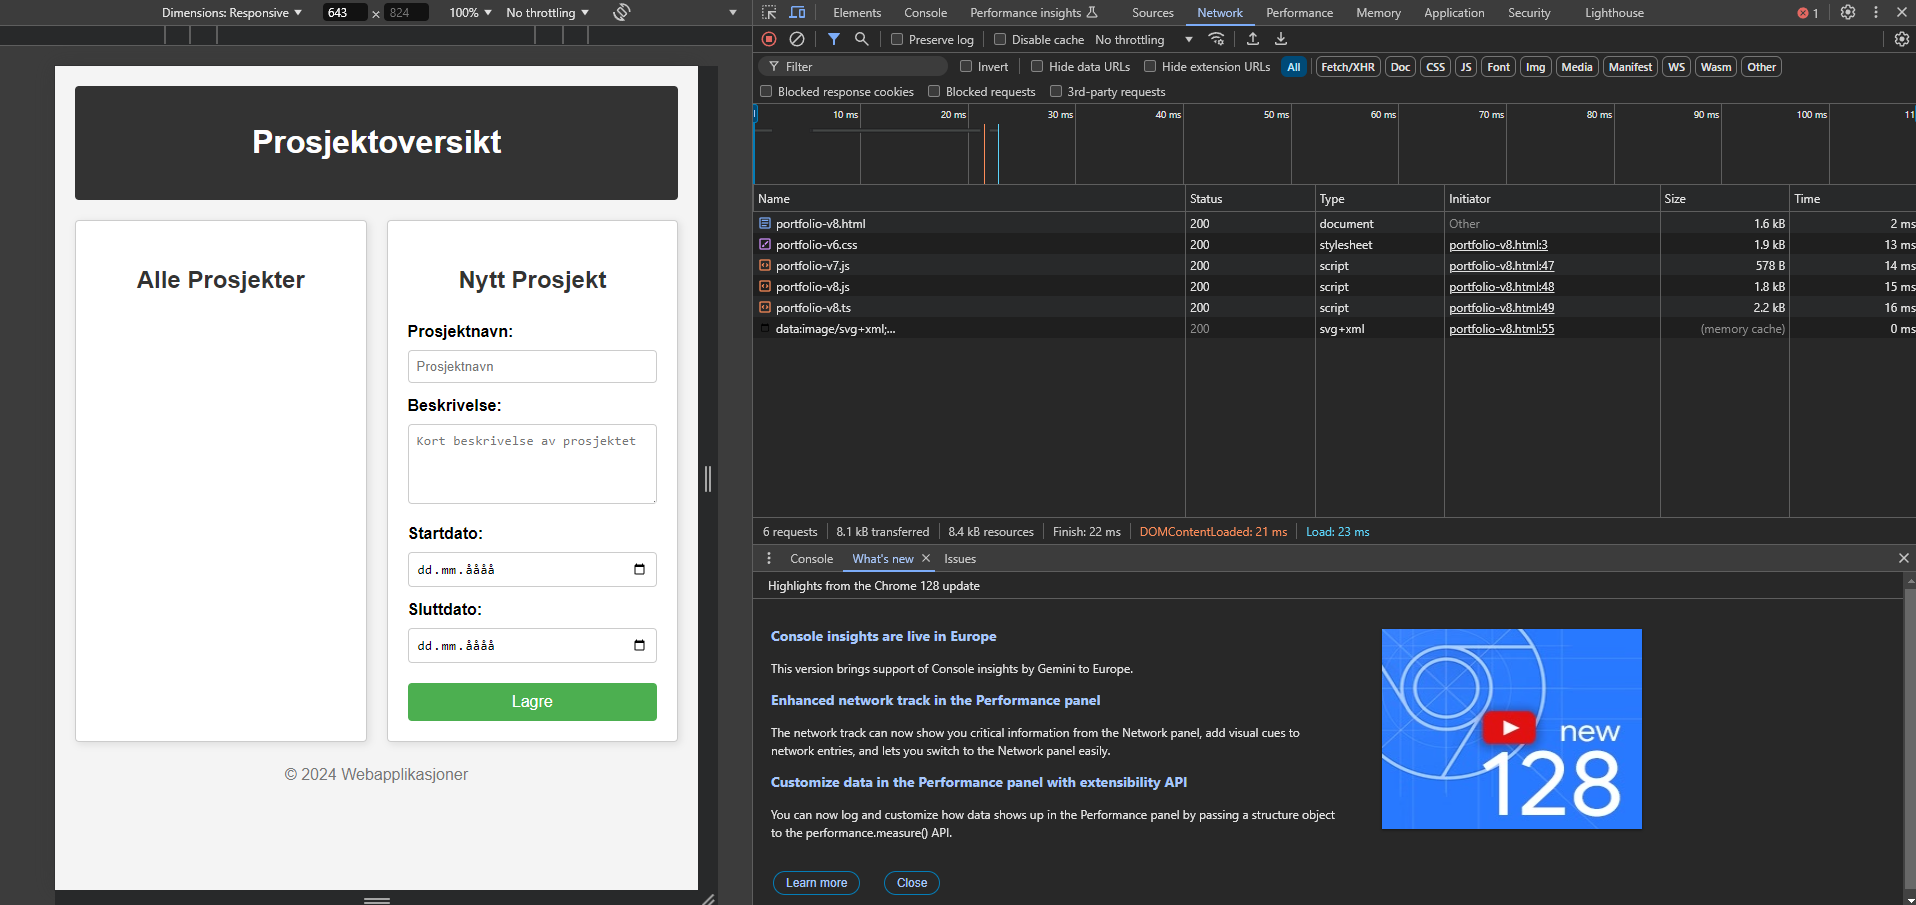 Dimensions: Responsive 643 × 824 100% No throttling
Prosjektoversikt
Alle Prosjekter
Nytt Prosjekt
Prosjektnavn:
Prosjektnavn
Beskrivelse:
Kort beskrivelse av prosjektet
Startdato:
dd.mm.åååå
Sluttdato:
dd.mm.åååå
Lagre
© 2024 Webapplikasjoner
Elements Console Performance insights Sources Network Performance Memory Application Security Lighthouse 1
Preserve log Disable cache No throttling
Filter Invert Hide data URLs Hide extension URLs All Fetch/XHR Doc CSS JS Font Img Media Manifest WS Wasm Other
Blocked response cookies Blocked requests 3rd-party requests
10 ms 20 ms 30 ms 40 ms 50 ms 60 ms 70 ms 80 ms 90 ms 100 ms 11
Name Status Type Initiator Size Time
portfolio-v8.html 200 document Other 1.6 kB 2 ms
portfolio-v6.css 200 stylesheet portfolio-v8.html:3 1.9 kB 13 ms
portfolio-v7.js 200 script portfolio-v8.html:47 578 B 14 ms
portfolio-v8.js 200 script portfolio-v8.html:48 1.8 kB 15 ms
portfolio-v8.ts 200 script portfolio-v8.html:49 2.2 kB 16 ms
data:image/svg+xml;... 200 svg+xml portfolio-v8.html:55 (memory cache) 0 ms
6 requests 8.1 kB transferred 8.4 kB resources Finish: 22 ms DOMContentLoaded: 21 ms Load: 23 ms
Console What's new Issues
Highlights from the Chrome 128 update
Console insights are live in Europe
This version brings support of Console insights by Gemini to Europe.
Enhanced network track in the Performance panel
The network track can now show you critical information from the Network panel, add visual cues to
network entries, and lets you switch to the Network panel easily.
Customize data in the Performance panel with extensibility API
You can now log and customize how data shows up in the Performance panel by passing a structure object
to the performance.measure() API.
new
128
Learn more Close